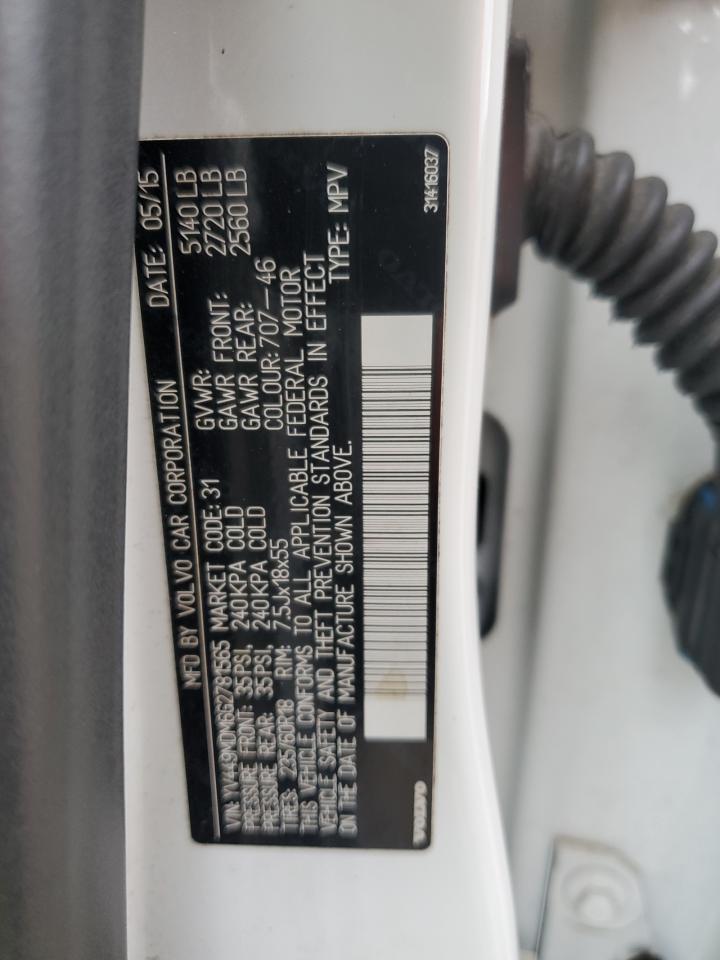 MFD BY VOLVO CAR CORPORATION DATE: 05/15
VIN: YV449MDM6G2781565 MARKET CODE: 31 GVWR: 5140 LB
PRESSURE FRONT: 35PSI, 240KPA COLD GAWR FRONT: 2720 LB
PRESSURE REAR: 35PSI, 240KPA COLD GAWR REAR: 2560 LB
TIRES: 235/60R18 RIM: 7.5Jx18x55 COLOUR: 707-46
THIS VEHICLE CONFORMS TO ALL APPLICABLE FEDERAL MOTOR
VEHICLE SAFETY AND THEFT PREVENTION STANDARDS IN EFFECT
ON THE DATE OF MANUFACTURE SHOWN ABOVE. TYPE: MPV
VOLVO 31416037